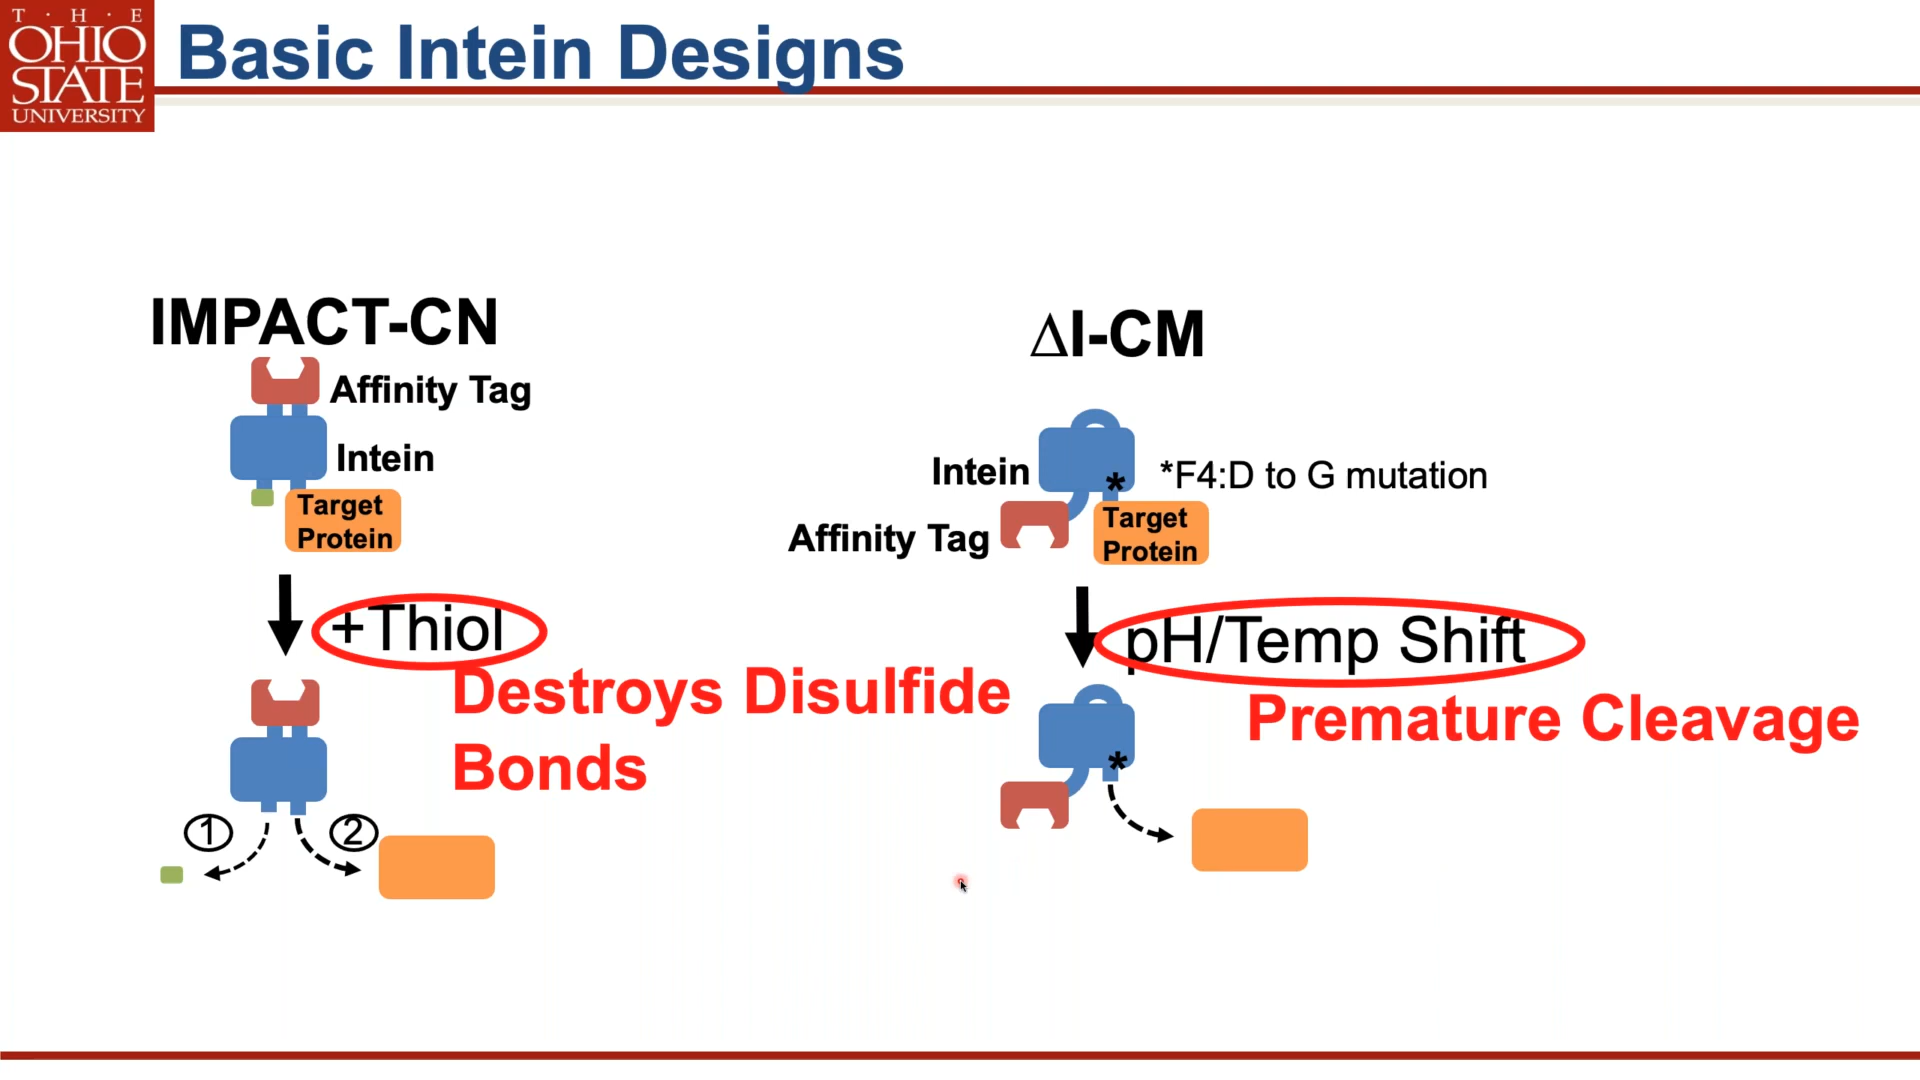 T · H · E
OHIO
STATE
UNIVERSITY
Basic Intein Designs
IMPACT-CN
Affinity Tag
Intein
Target
Protein
+Thiol
Destroys Disulfide
Bonds
1
2
ΔI-CM
Intein
*
*F4:D to G mutation
Affinity Tag
Target
Protein
pH/Temp Shift
Premature Cleavage
*